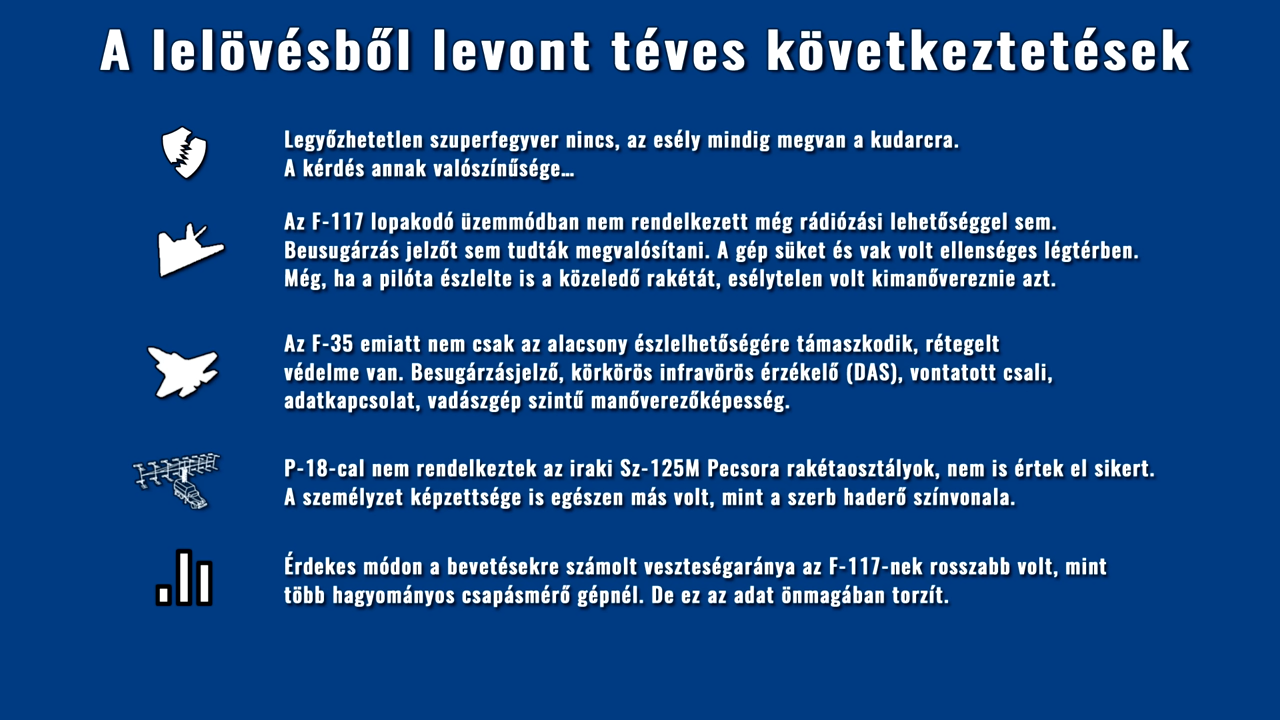 A lelövésből levont téves következtetések
Legyőzhetetlen szuperfegyver nincs, az esély mindig megvan a kudarcra.
A kérdés annak valószínűsége...
Az F-117 lopakodó üzemmódban nem rendelkezett még rádiózási lehetőséggel sem.
Beusugárzás jelzőt sem tudták megvalósítani. A gép süket és vak volt ellenséges légtérben.
Még, ha a pilóta észlelte is a közeledő rakétát, esélytelen volt kimanővereznie azt.
Az F-35 emiatt nem csak az alacsony észlelhetőségére támaszkodik, rétegelt
védelme van. Besugárzásjelző, körkörös infravörös érzékelő (DAS), vontatott csali,
adatkapcsolat, vadászgép szintű manőverezőképesség.
P-18-cal nem rendelkeztek az iraki Sz-125M Pecsora rakétaosztályok, nem is értek el sikert.
A személyzet képzettsége is egészen más volt, mint a szerb haderő színvonala.
Érdekes módon a bevetésekre számolt veszteségaránya az F-117-nek rosszabb volt, mint
több hagyományos csapásmérő gépnél. De ez az adat önmagában torzít.